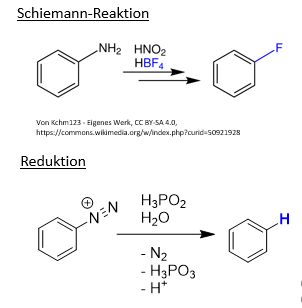 Schiemann-Reaktion
NH₂
HNO₂
HBF₄
F
Von Kchm123 - Eigenes Werk, CC BY-SA 4.0,
https://commons.wikimedia.org/w/index.php?curid=50921928
Reduktion
⊕
N≡N
H₃PO₂
H₂O
H
- N₂
- H₃PO₃
- H⁺